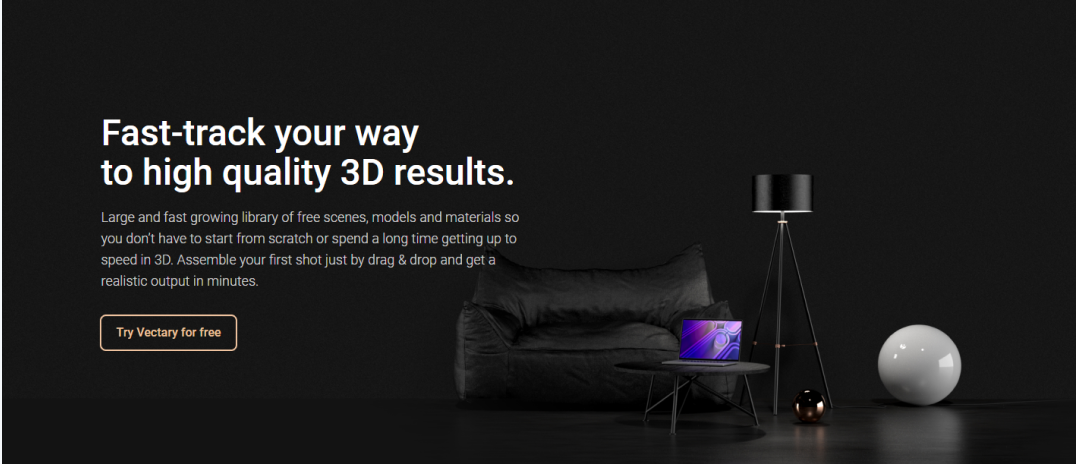 Fast-track your way
to high quality 3D results.
Large and fast growing library of free scenes, models and materials so
you don't have to start from scratch or spend a long time getting up to
speed in 3D. Assemble your first shot just by drag & drop and get a
realistic output in minutes.
Try Vectary for free